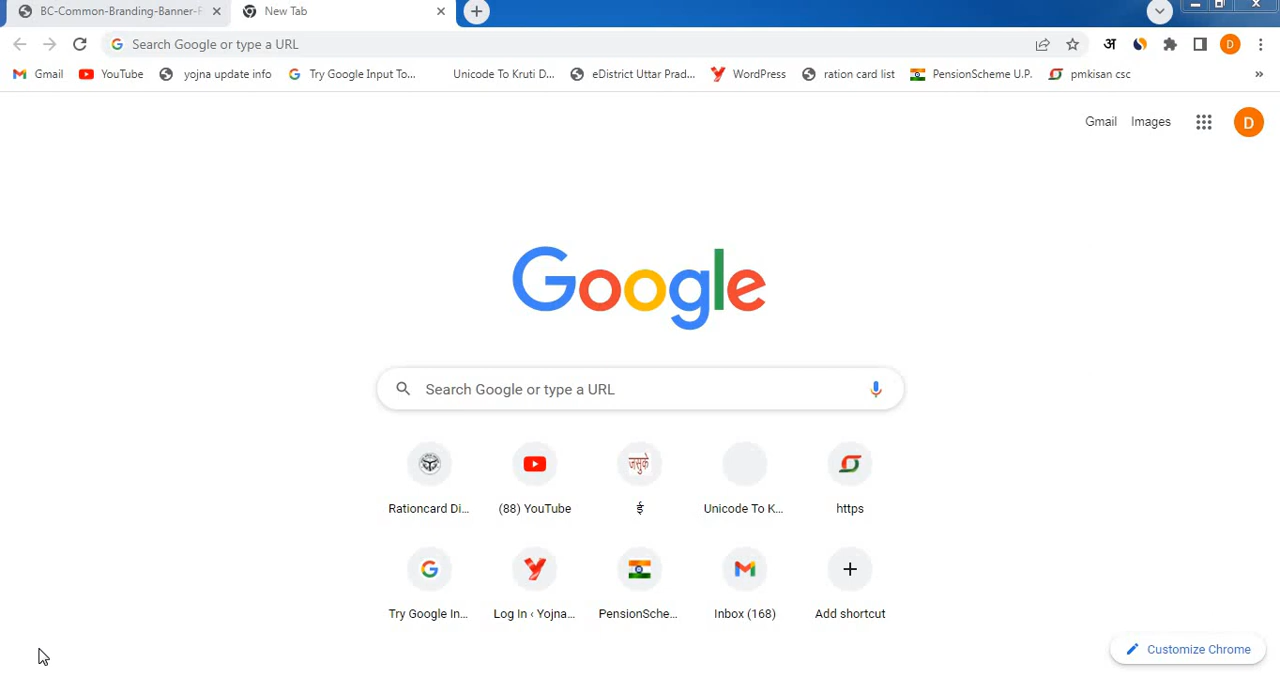 BC-Common-Branding-Banner-F
New Tab
Search Google or type a URL
Gmail
YouTube
yojna update info
Try Google Input To...
Unicode To Kruti D...
eDistrict Uttar Prad...
WordPress
ration card list
PensionScheme U.P.
pmkisan csc
»
अ
D
Gmail
Images
D
Google
Search Google or type a URL
जसुके
Rationcard Di...
(88) YouTube
ई
Unicode To K...
https
Try Google In...
Log In ‹ Yojna...
PensionSche...
Inbox (168)
Add shortcut
Customize Chrome